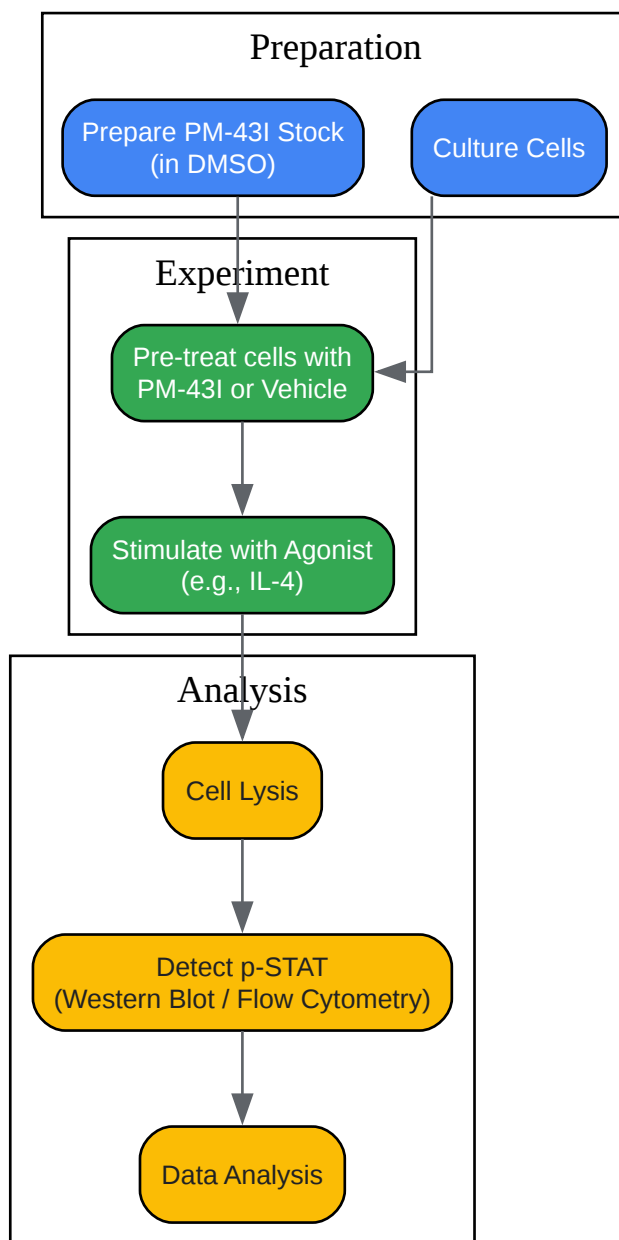 Preparation
Prepare PM-43I Stock
(in DMSO)
Culture Cells
Experiment
Pre-treat cells with
PM-43I or Vehicle
Stimulate with Agonist
(e.g., IL-4)
Analysis
Cell Lysis
Detect p-STAT
(Western Blot / Flow Cytometry)
Data Analysis